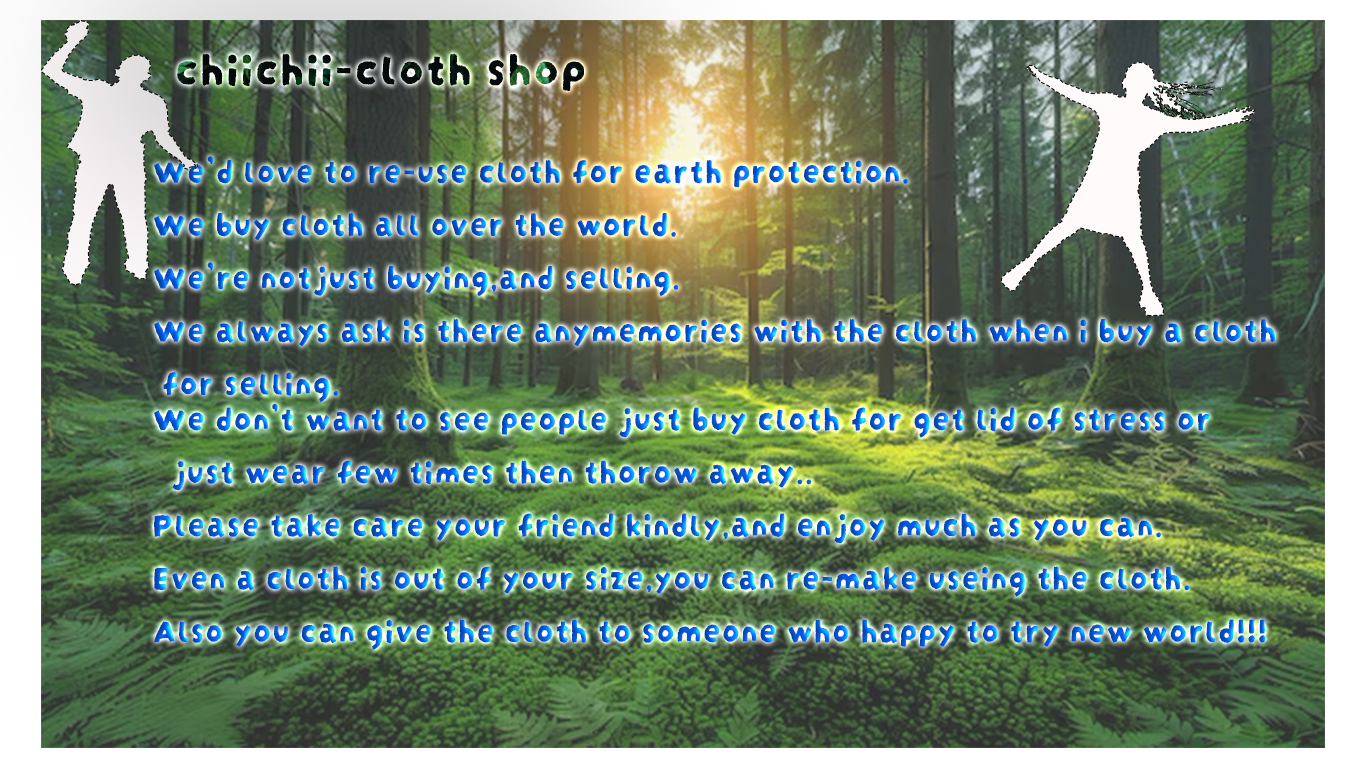 chiichii-cloth shop
We'd love to re-use cloth for earth protection.
We buy cloth all over the world.
We're not just buying,and selling.
We always ask is there anymemories with the cloth when i buy a cloth
for selling.
We don't want to see people just buy cloth for get lid of stress or
just wear few times then thorow away..
Please take care your friend kindly,and enjoy much as you can.
Even a cloth is out of your size,you can re-make useing the cloth.
Also you can give the cloth to someone who happy to try new world!!!